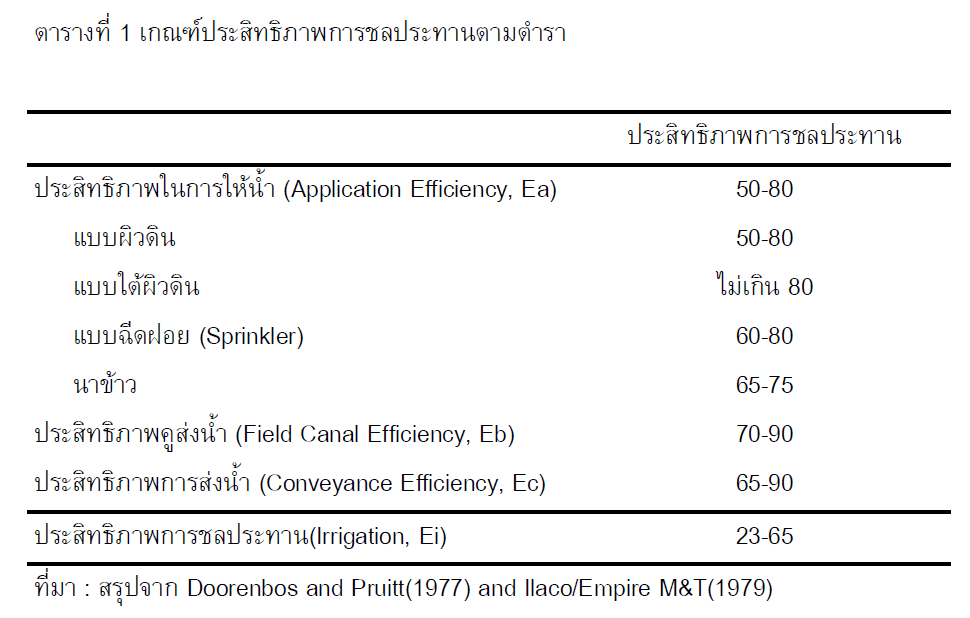 ตารางที่ 1 เกณฑ์ประสิทธิภาพการชลประทานตามตำรา
ประสิทธิภาพการชลประทาน
ประสิทธิภาพในการให้น้ำ (Application Efficiency, Ea) 50-80
แบบผิวดิน 50-80
แบบใต้ผิวดิน ไม่เกิน 80
แบบฉีดฝอย (Sprinkler) 60-80
นาข้าว 65-75
ประสิทธิภาพคูส่งน้ำ (Field Canal Efficiency, Eb) 70-90
ประสิทธิภาพการส่งน้ำ (Conveyance Efficiency, Ec) 65-90
ประสิทธิภาพการชลประทาน(Irrigation, Ei) 23-65
ที่มา : สรุปจาก Doorenbos and Pruitt(1977) and Ilaco/Empire M&T(1979)